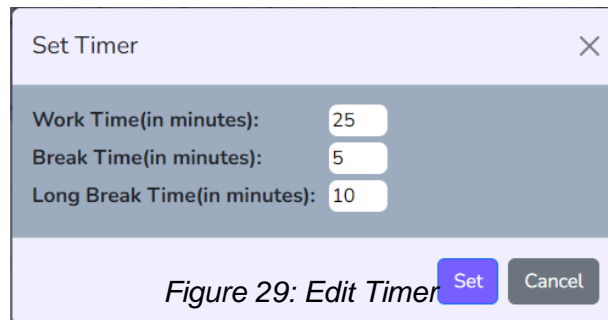 Set Timer
Work Time(in minutes): 25
Break Time(in minutes): 5
Long Break Time(in minutes): 10
Set Cancel
Figure 29: Edit Timer